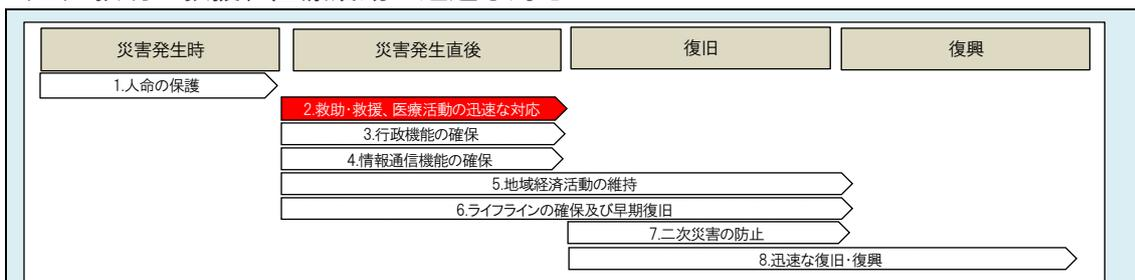 災害発生時
災害発生直後
復旧
復興
1.人命の保護
2.救助・救援、医療活動の迅速な対応
3.行政機能の確保
4.情報通信機能の確保
5.地域経済活動の維持
6.ライフラインの確保及び早期復旧
7.二次災害の防止
8.迅速な復旧・復興